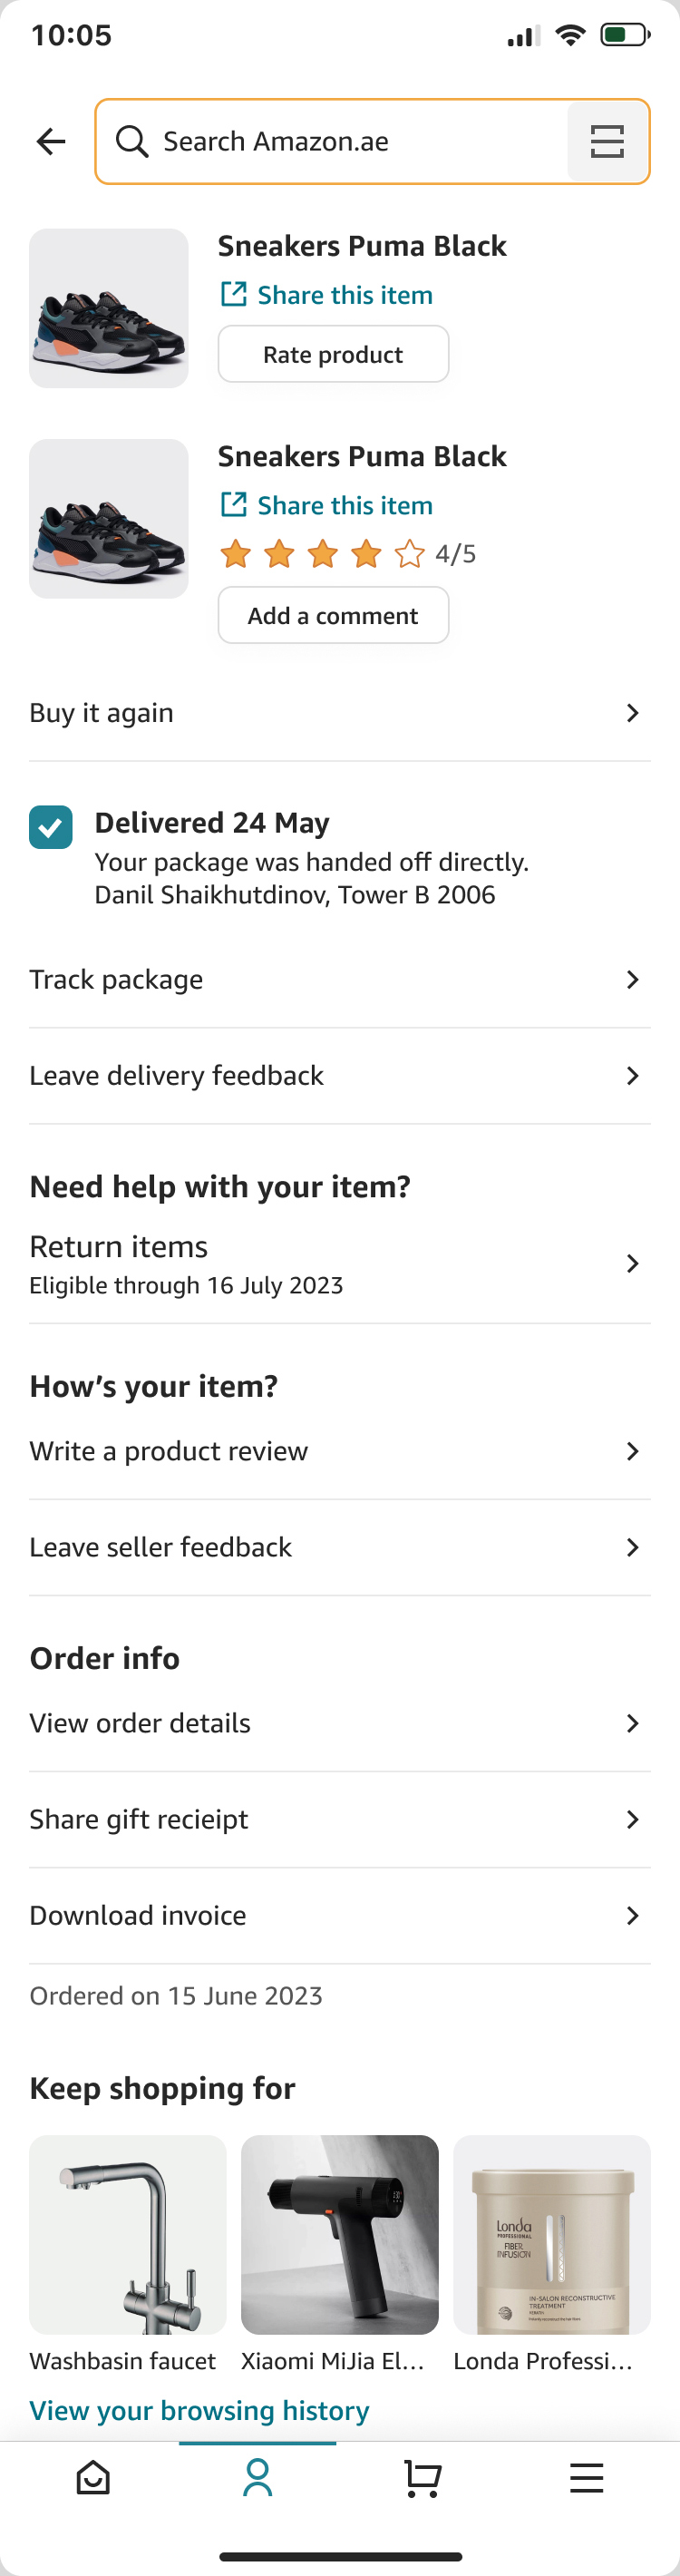 10:05
Search Amazon.ae
Sneakers Puma Black
Share this item
Rate product
Sneakers Puma Black
Share this item
4/5
Add a comment
Buy it again
Delivered 24 May
Your package was handed off directly.
Danil Shaikhutdinov, Tower B 2006
Track package
Leave delivery feedback
Need help with your item?
Return items
Eligible through 16 July 2023
How’s your item?
Write a product review
Leave seller feedback
Order info
View order details
Share gift recieipt
Download invoice
Ordered on 15 June 2023
Keep shopping for
Londa
PROFESSIONAL
FIBER
INFUSION
IN-SALON RECONSTRUCTIVE
TREATMENT
Washbasin faucet
Xiaomi MiJia El...
Londa Professi...
View your browsing history